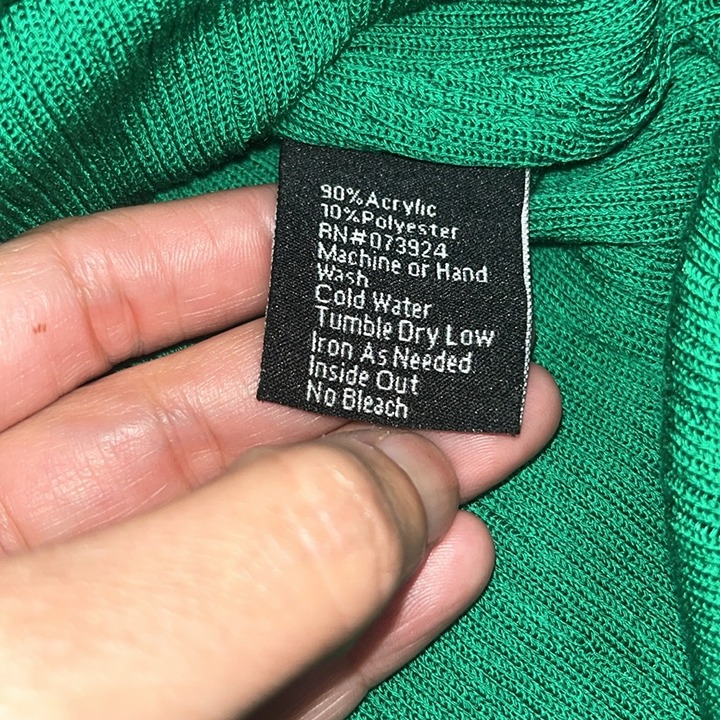 90%Acrylic
10%Polyester
RN#073924
Machine or Hand
Wash
Cold Water
Tumble Dry Low
Iron As Needed
Inside Out
No Bleach